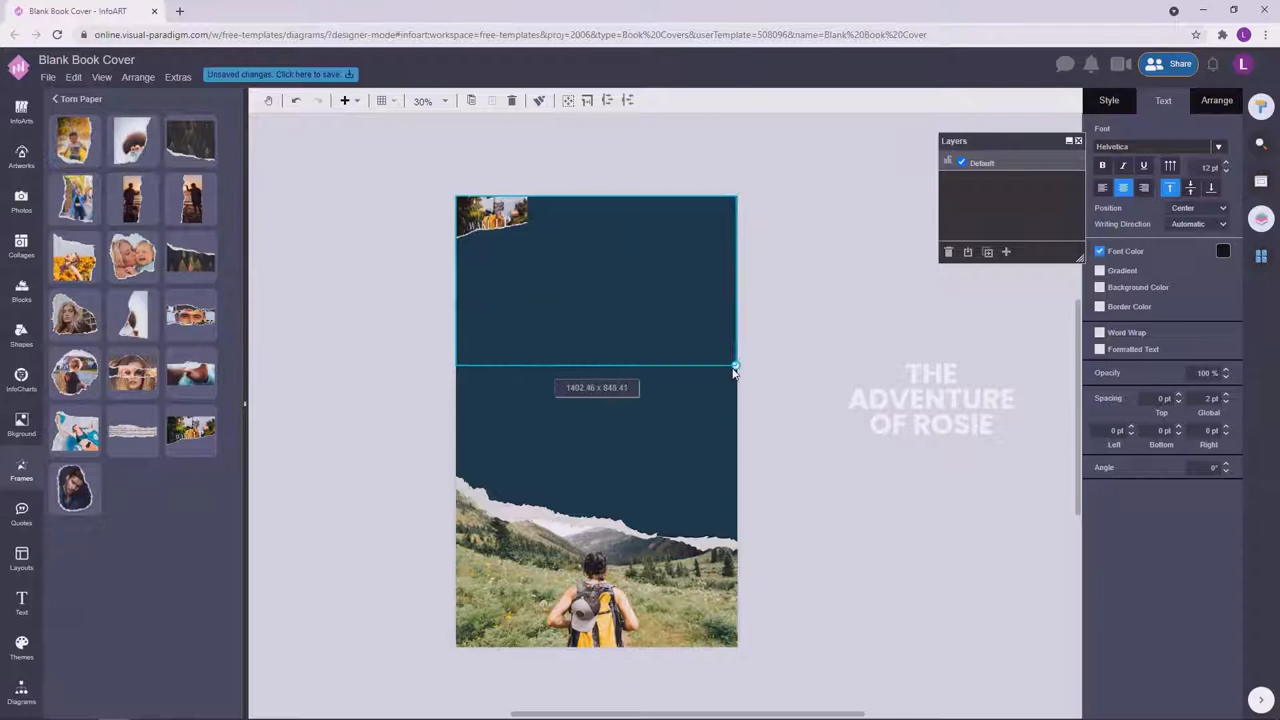 Blank Book Cover - InfoART
online.visual-paradigm.com/w/free-templates/diagrams/?designer-mode#infoart:workspace=free-templates&proj=2006&type=Book%20Covers&userTemplate=508096&name=Blank%20Book%20Cover
L
Blank Book Cover
File Edit View Arrange Extras
Unsaved changes. Click here to save.
Share
L
InfoArts
Artworks
Photos
Collages
Blocks
Shapes
InfoCharts
Bkground
Frames
Quotes
Layouts
Text
Themes
Diagrams
Torn Paper
30%
1402.46 x 848.41
THE
ADVENTURE
OF ROSIE
Layers
Default
Style Text Arrange
Font
Helvetica
B I U 12 pt
Position Center
Writing Direction Automatic
Font Color
Gradient
Background Color
Border Color
Word Wrap
Formatted Text
Opacity 100 %
Spacing 0 pt 2 pt
Top Global
0 pt 0 pt 0 pt
Left Bottom Right
Angle 0°